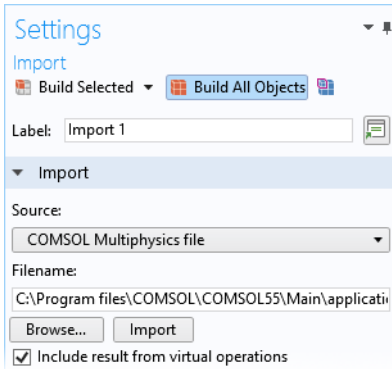 Settings
Import
Build Selected Build All Objects
Label: Import 1
Import
Source:
COMSOL Multiphysics file
Filename:
C:\Program files\COMSOL\COMSOL55\Main\applicati
Browse... Import
Include result from virtual operations